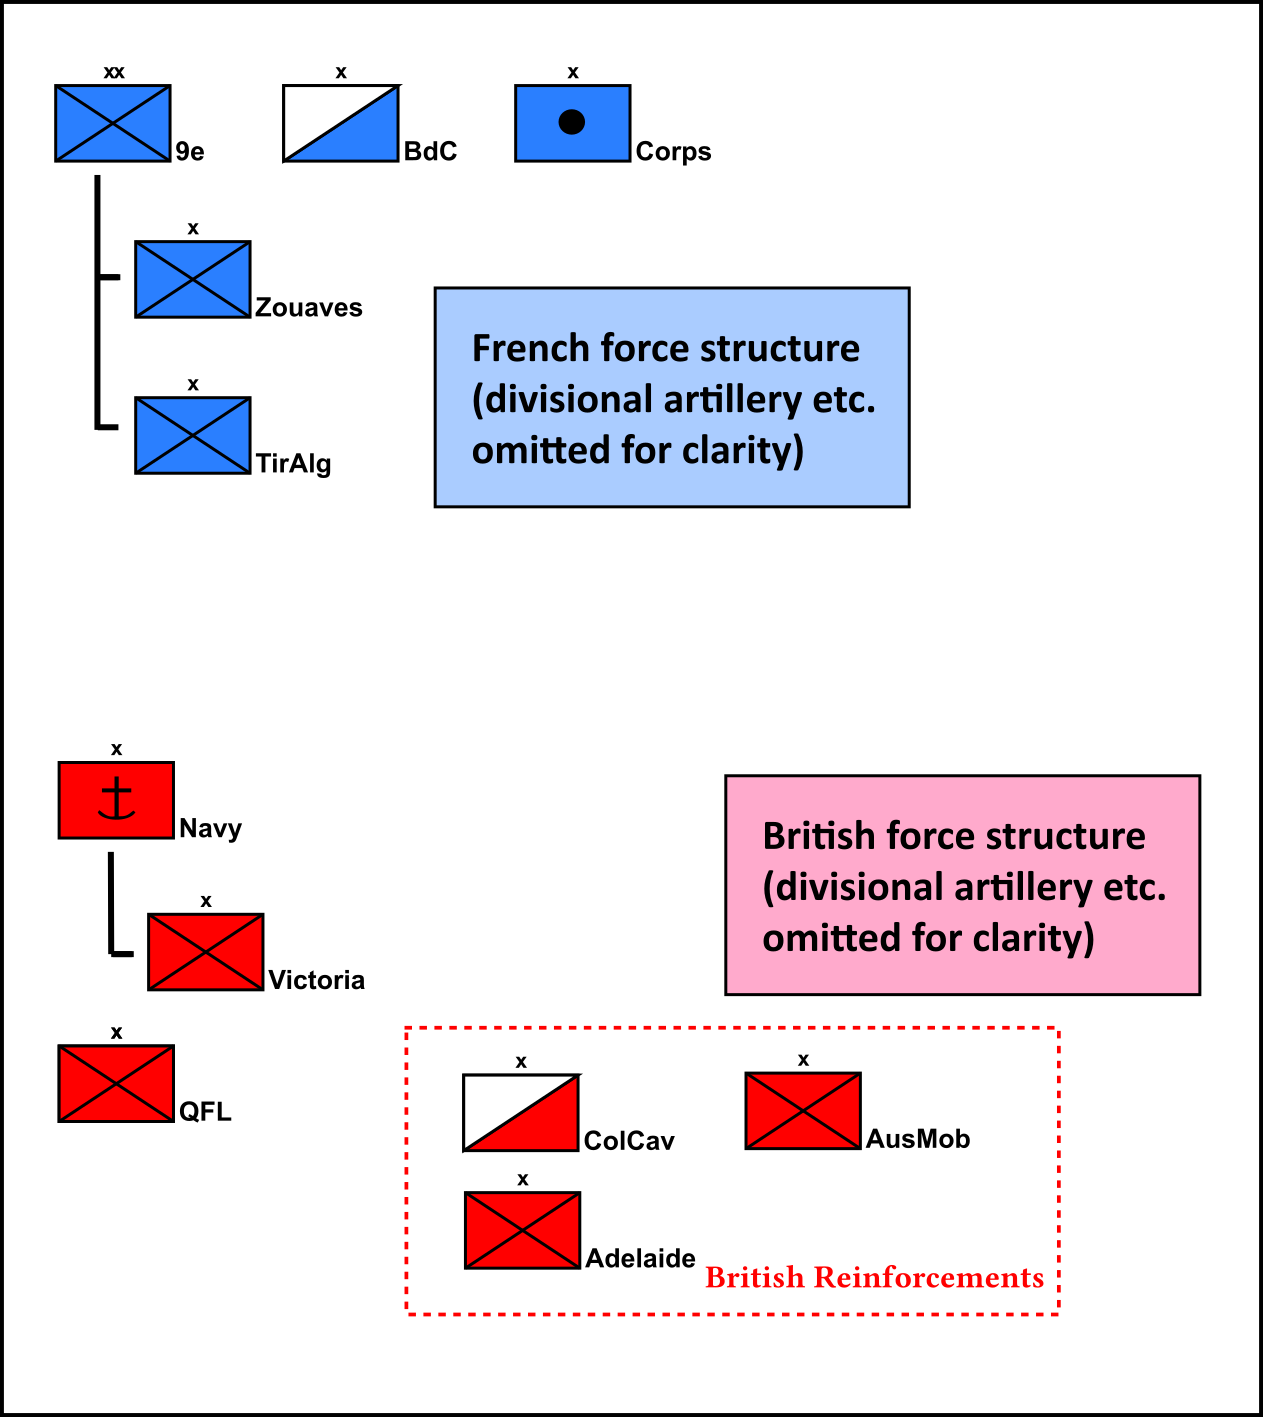 xx
9e
x
BdC
x
Corps
x
Zouaves
x
TirAlg
French force structure
(divisional artillery etc.
omitted for clarity)
x
Navy
x
Victoria
x
QFL
British force structure
(divisional artillery etc.
omitted for clarity)
x
ColCav
x
AusMob
x
Adelaide
British Reinforcements